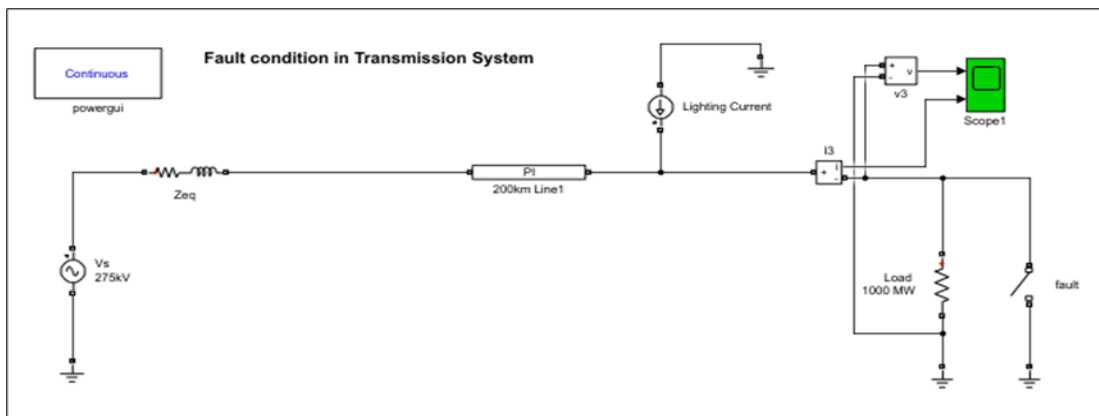 Fault condition in Transmission System
Continuous
powergui
Lighting Current
+
-
v
v3
Scope1
I3
+
i
-
PI
200km Line1
Zeq
Vs
275kV
Load
1000 MW
fault